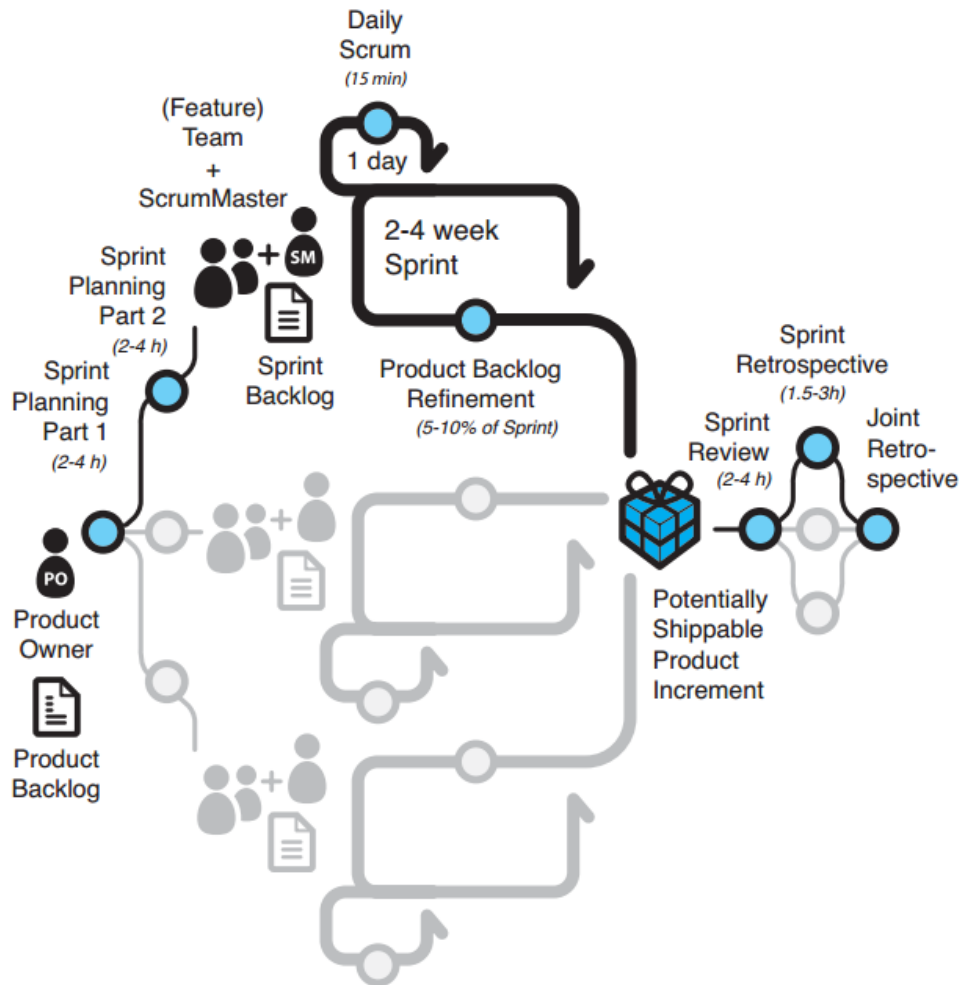 Daily
Scrum
(15 min)
1 day
(Feature)
Team
+
ScrumMaster
+
SM
Sprint
Planning
Part 2
(2-4 h)
Sprint
Backlog
2-4 week
Sprint
Sprint
Planning
Part 1
(2-4 h)
Product Backlog
Refinement
(5-10% of Sprint)
Sprint
Retrospective
(1.5-3h)
Sprint
Review
(2-4 h)
Joint
Retro-
spective
+
PO
Product
Owner
Product
Backlog
Potentially
Shippable
Product
Increment
+